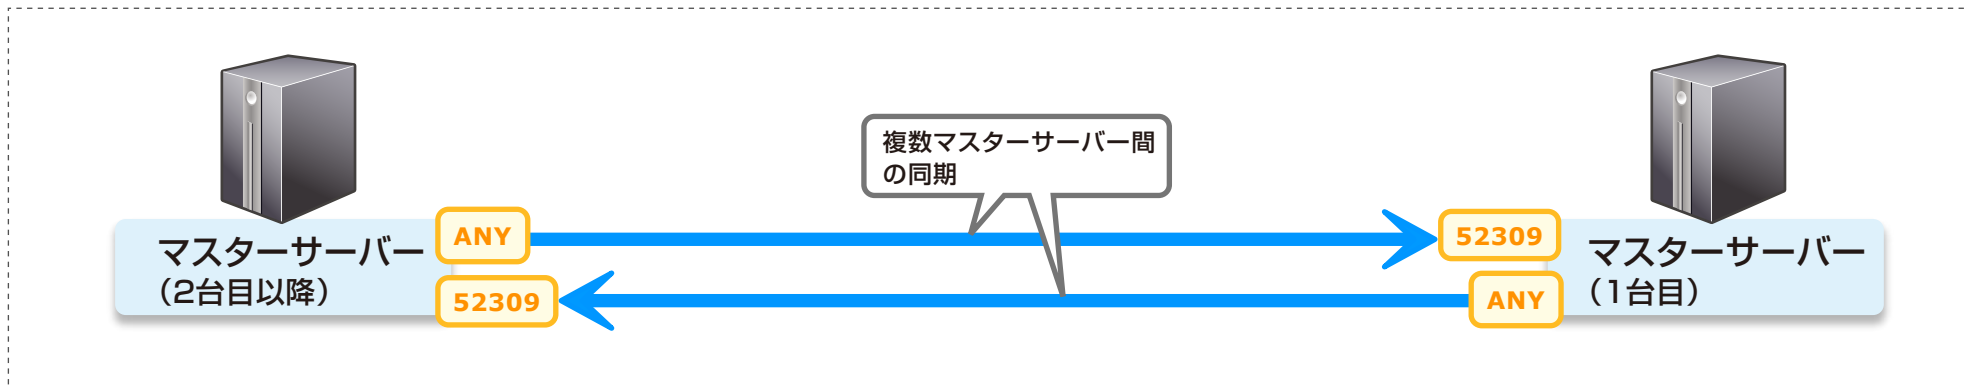 複数マスターサーバー間
の同期
ANY
52309
マスターサーバー
(2台目以降)
52309
マスターサーバー
(1台目)
ANY